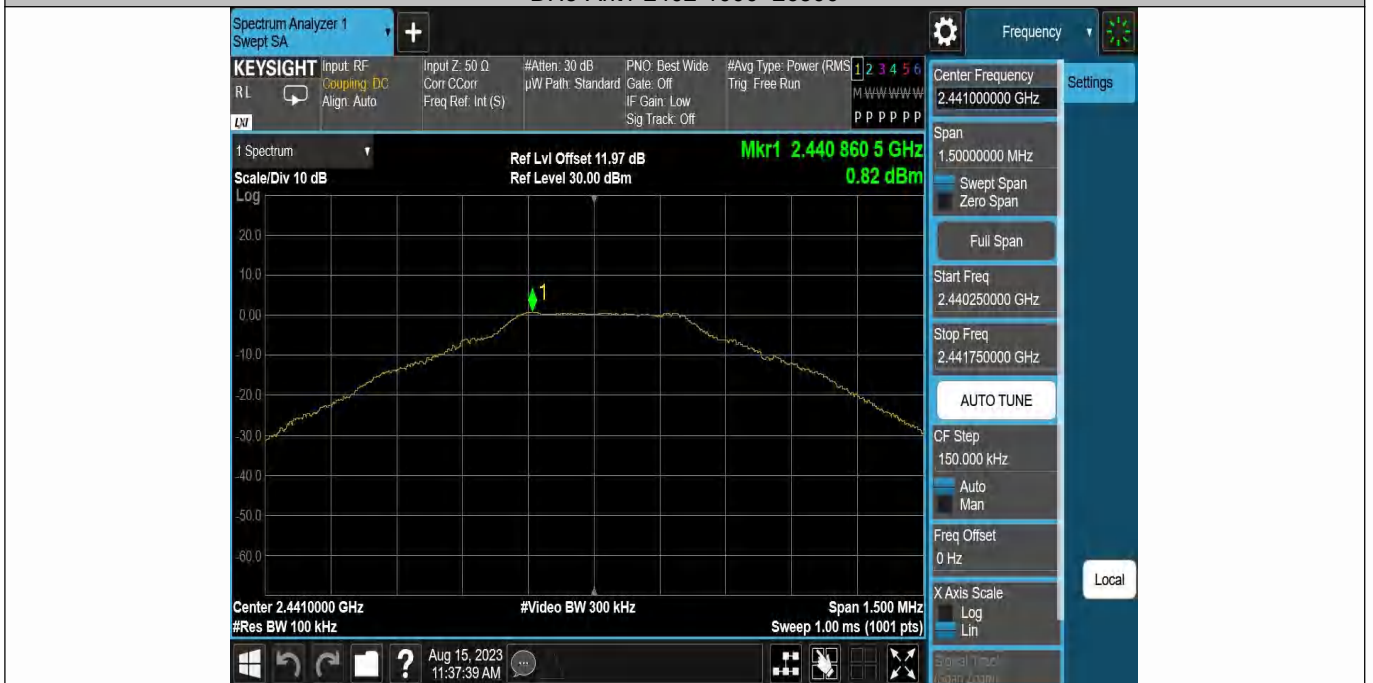 Spectrum Analyzer 1
Swept SA
+
Frequency
KEYSIGHT
RL
LXI
Input: RF
Coupling: DC
Align: Auto
Input Z: 50 Ω
Corr CCorr
Freq Ref: Int (S)
#Atten: 30 dB
µW Path: Standard
PNO: Best Wide
Gate: Off
IF Gain: Low
Sig Track: Off
#Avg Type: Power (RMS
Trig: Free Run
1 2 3 4 5 6
M W W W W W
P P P P P P
1 Spectrum
Scale/Div 10 dB
Log
Ref Lvl Offset 11.97 dB
Ref Level 30.00 dBm
Mkr1 2.440 860 5 GHz
0.82 dBm
20.0
10.0
0.00
-10.0
-20.0
-30.0
-40.0
-50.0
-60.0
1
Center 2.4410000 GHz
#Res BW 100 kHz
#Video BW 300 kHz
Span 1.500 MHz
Sweep 1.00 ms (1001 pts)
Center Frequency
2.441000000 GHz
Settings
Span
1.50000000 MHz
Swept Span
Zero Span
Full Span
Start Freq
2.440250000 GHz
Stop Freq
2.441750000 GHz
AUTO TUNE
CF Step
150.000 kHz
Auto
Man
Freq Offset
0 Hz
X Axis Scale
Log
Lin
Signal Track
(Span Zoom)
Local
?
Aug 15, 2023
11:37:39 AM